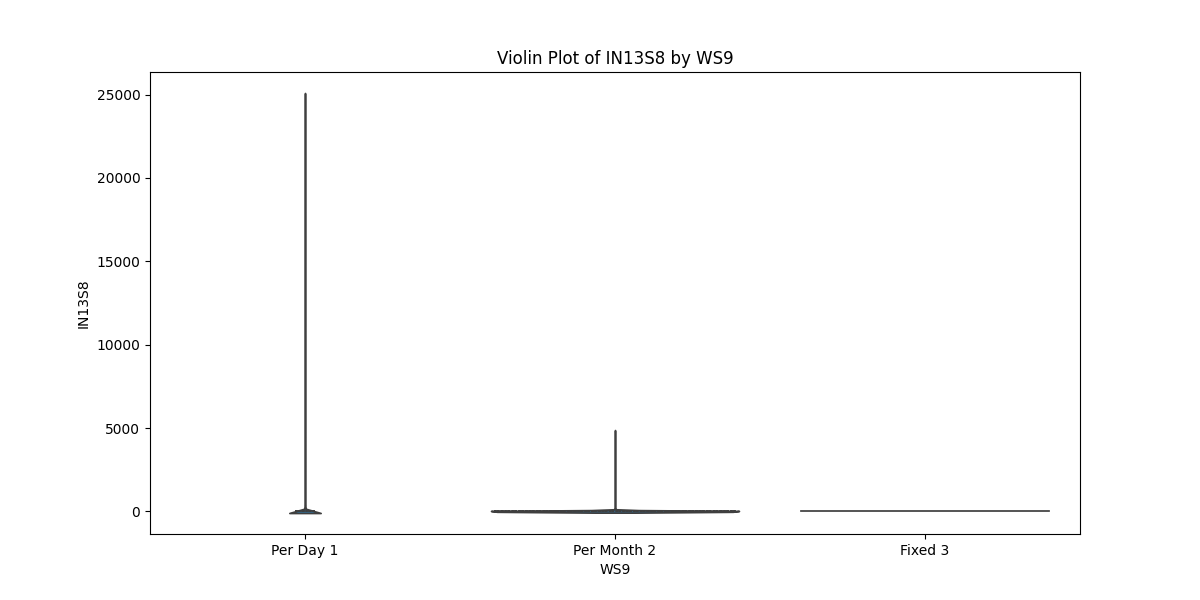 Violin Plot of IN13S8 by WS9
25000
20000
15000
10000
5000
0
IN13S8
Per Day 1
Per Month 2
Fixed 3
WS9